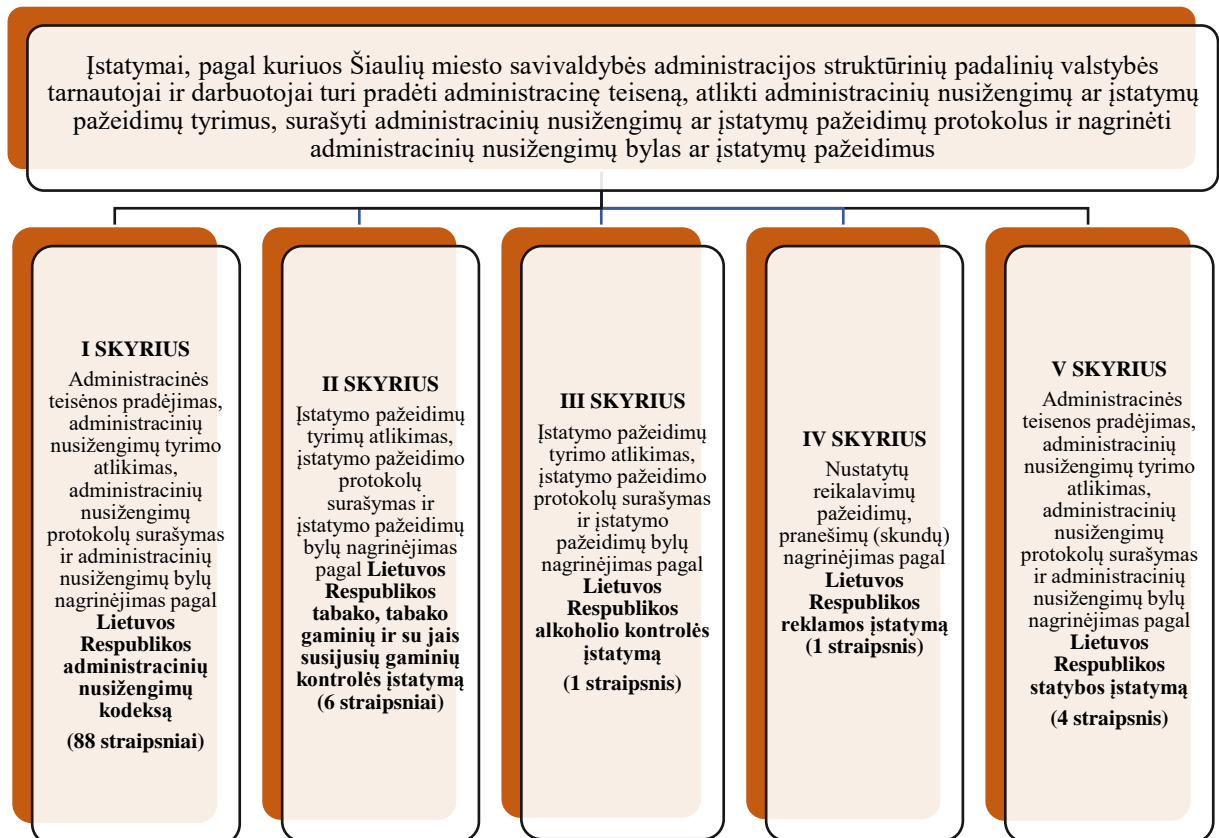 Įstatymai, pagal kuriuos Šiaulių miesto savivaldybės administracijos struktūrinių padalinių valstybės
tarnautojai ir darbuotojai turi pradėti administracinę teiseną, atlikti administracinių nusižengimų ar įstatymų
pažeidimų tyrimus, surašyti administracinių nusižengimų ar įstatymų pažeidimų protokolus ir nagrinėti
administracinių nusižengimų bylas ar įstatymų pažeidimus
I SKYRIUS
Administracinės
teisėnos pradėjimas,
administracinių
nusižengimų tyrimo
atlikimas,
administracinių
nusižengimų
protokolų surašymas
ir administracinių
nusižengimų bylų
nagrinėjimas pagal
Lietuvos
Respublikos
administracinių
nusižengimų
kodeksą
(88 straipsniai)
II SKYRIUS
Įstatymo pažeidimų
tyrimų atlikimas,
įstatymo pažeidimo
protokolų
surašymas ir
įstatymo pažeidimų
bylų nagrinėjimas
pagal Lietuvos
Respublikos
tabako, tabako
gaminių ir su jais
susijusių gaminių
kontrolės įstatymą
(6 straipsniai)
III SKYRIUS
Įstatymo pažeidimų
tyrimo atlikimas,
įstatymo pažeidimo
protokolų surašymas
ir įstatymo
pažeidimų bylų
nagrinėjimas pagal
Lietuvos
Respublikos
alkoholio kontrolės
įstatymą
(1 straipsnis)
IV SKYRIUS
Nustatytų
reikalavimų
pažeidimų,
pranešimų (skundų)
nagrinėjimas pagal
Lietuvos
Respublikos
reklamos įstatymą
(1 straipsnis)
V SKYRIUS
Administracinės
teisenos pradėjimas,
administracinių
nusižengimų tyrimo
atlikimas,
administracinių
nusižengimų
protokolų surašymas
ir administracinių
nusižengimų bylų
nagrinėjimas pagal
Lietuvos
Respublikos
statybos įstatymą
(4 straipsnis)